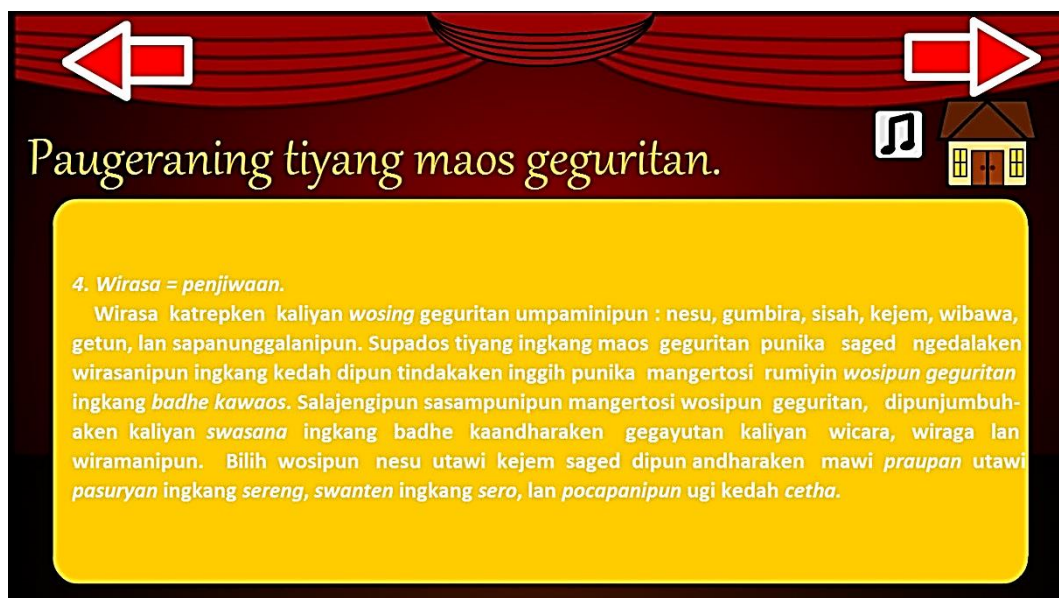 Paugeraning tiyang maos geguritan.
4. Wirasa = penjiwaan.
Wirasa katrepken kaliyan wosing geguritan umpaminipun : nesu, gumbira, sisah, kejem, wibawa,
getun, lan sapanunggalanipun. Supados tiyang ingkang maos geguritan punika saged ngedalaken
wirasanipun ingkang kedah dipun tindakaken inggih punika mangertosi rumiyin wosipun geguritan
ingkang badhe kawaos. Salajengipun sasampunipun mangertosi wosipun geguritan, dipunjumbuh-
aken kaliyan swasana ingkang badhe kaandharaken gegayutan kaliyan wicara, wiraga lan
wiramanipun. Bilih wosipun nesu utawi kejem saged dipun andharaken mawi praupan utawi
pasuryan ingkang sereng, swanten ingkang sero, lan pocapanipun ugi kedah cetha.